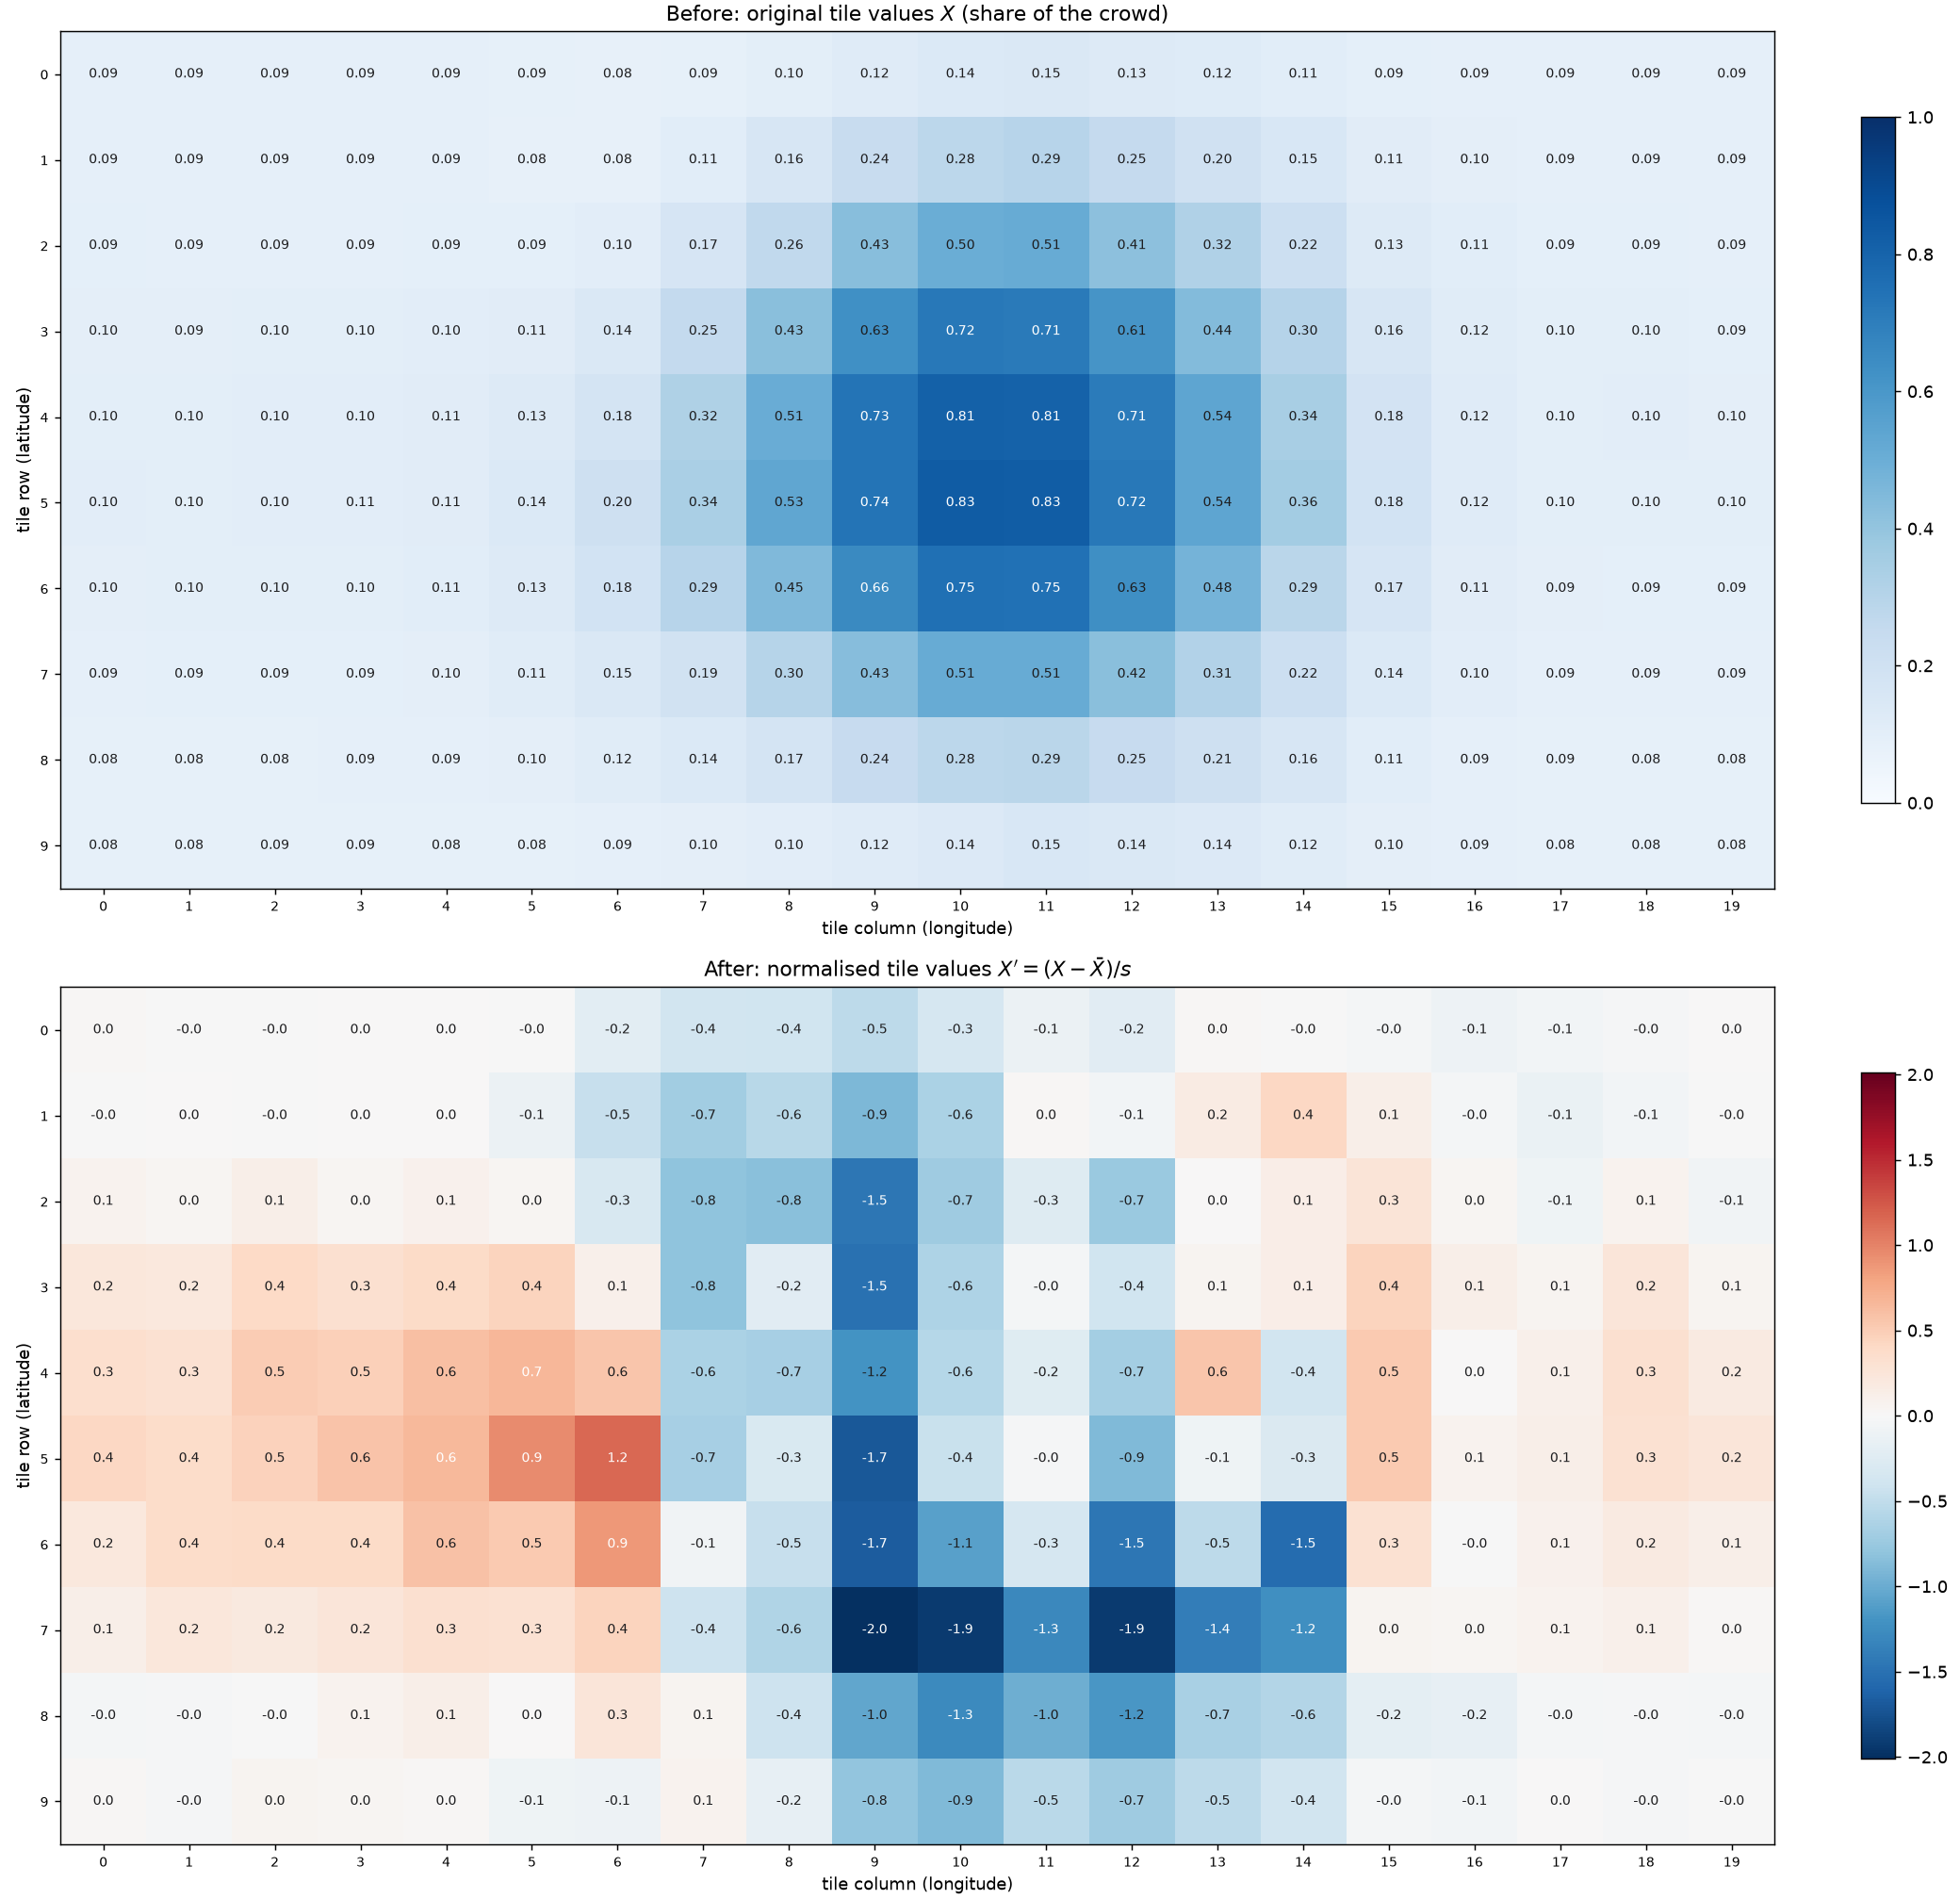 Before: original tile values X (share of the crowd)
0 0.09 0.09 0.09 0.09 0.09 0.09 0.08 0.09 0.10 0.12 0.14 0.15 0.13 0.12 0.11 0.09 0.09 0.09 0.09 0.09
1 0.09 0.09 0.09 0.09 0.09 0.08 0.08 0.11 0.16 0.24 0.28 0.29 0.25 0.20 0.15 0.11 0.10 0.09 0.09 0.09
2 0.09 0.09 0.09 0.09 0.09 0.09 0.10 0.17 0.26 0.43 0.50 0.51 0.41 0.32 0.22 0.13 0.11 0.09 0.09 0.09
3 0.10 0.09 0.10 0.10 0.10 0.11 0.14 0.25 0.43 0.63 0.72 0.71 0.61 0.44 0.30 0.16 0.12 0.10 0.10 0.09
4 0.10 0.10 0.10 0.10 0.11 0.13 0.18 0.32 0.51 0.73 0.81 0.81 0.71 0.54 0.34 0.18 0.12 0.10 0.10 0.10
5 0.10 0.10 0.10 0.11 0.11 0.14 0.20 0.34 0.53 0.74 0.83 0.83 0.72 0.54 0.36 0.18 0.12 0.10 0.10 0.10
6 0.10 0.10 0.10 0.10 0.11 0.13 0.18 0.29 0.45 0.66 0.75 0.75 0.63 0.48 0.29 0.17 0.11 0.09 0.09 0.09
7 0.09 0.09 0.09 0.09 0.10 0.11 0.15 0.19 0.30 0.43 0.51 0.51 0.42 0.31 0.22 0.14 0.10 0.09 0.09 0.09
8 0.08 0.08 0.08 0.09 0.09 0.10 0.12 0.14 0.17 0.24 0.28 0.29 0.25 0.21 0.16 0.11 0.09 0.09 0.08 0.08
9 0.08 0.08 0.09 0.09 0.08 0.08 0.09 0.10 0.10 0.12 0.14 0.15 0.14 0.14 0.12 0.10 0.09 0.08 0.08 0.08
0 1 2 3 4 5 6 7 8 9 10 11 12 13 14 15 16 17 18 19
tile column (longitude)
tile row (latitude)
1.0
0.8
0.6
0.4
0.2
0.0
After: normalised tile values X′ = (X − X̄)/s
0 0.0 -0.0 -0.0 0.0 0.0 -0.0 -0.2 -0.4 -0.4 -0.5 -0.3 -0.1 -0.2 0.0 -0.0 -0.0 -0.1 -0.1 -0.0 0.0
1 -0.0 0.0 -0.0 0.0 0.0 -0.1 -0.5 -0.7 -0.6 -0.9 -0.6 0.0 -0.1 0.2 0.4 0.1 -0.0 -0.1 -0.1 -0.0
2 0.1 0.0 0.1 0.0 0.1 0.0 -0.3 -0.8 -0.8 -1.5 -0.7 -0.3 -0.7 0.0 0.1 0.3 0.0 -0.1 0.1 -0.1
3 0.2 0.2 0.4 0.3 0.4 0.4 0.1 -0.8 -0.2 -1.5 -0.6 -0.0 -0.4 0.1 0.1 0.4 0.1 0.1 0.2 0.1
4 0.3 0.3 0.5 0.5 0.6 0.7 0.6 -0.6 -0.7 -1.2 -0.6 -0.2 -0.7 0.6 -0.4 0.5 0.0 0.1 0.3 0.2
5 0.4 0.4 0.5 0.6 0.6 0.9 1.2 -0.7 -0.3 -1.7 -0.4 -0.0 -0.9 -0.1 -0.3 0.5 0.1 0.1 0.3 0.2
6 0.2 0.4 0.4 0.4 0.6 0.5 0.9 -0.1 -0.5 -1.7 -1.1 -0.3 -1.5 -0.5 -1.5 0.3 -0.0 0.1 0.2 0.1
7 0.1 0.2 0.2 0.2 0.3 0.3 0.4 -0.4 -0.6 -2.0 -1.9 -1.3 -1.9 -1.4 -1.2 0.0 0.0 0.1 0.1 0.0
8 -0.0 -0.0 -0.0 0.1 0.1 0.0 0.3 0.1 -0.4 -1.0 -1.3 -1.0 -1.2 -0.7 -0.6 -0.2 -0.2 -0.0 -0.0 -0.0
9 0.0 -0.0 0.0 0.0 0.0 -0.1 -0.1 0.1 -0.2 -0.8 -0.9 -0.5 -0.7 -0.5 -0.4 -0.0 -0.1 0.0 -0.0 -0.0
0 1 2 3 4 5 6 7 8 9 10 11 12 13 14 15 16 17 18 19
tile column (longitude)
tile row (latitude)
2.0
1.5
1.0
0.5
0.0
−0.5
−1.0
−1.5
−2.0